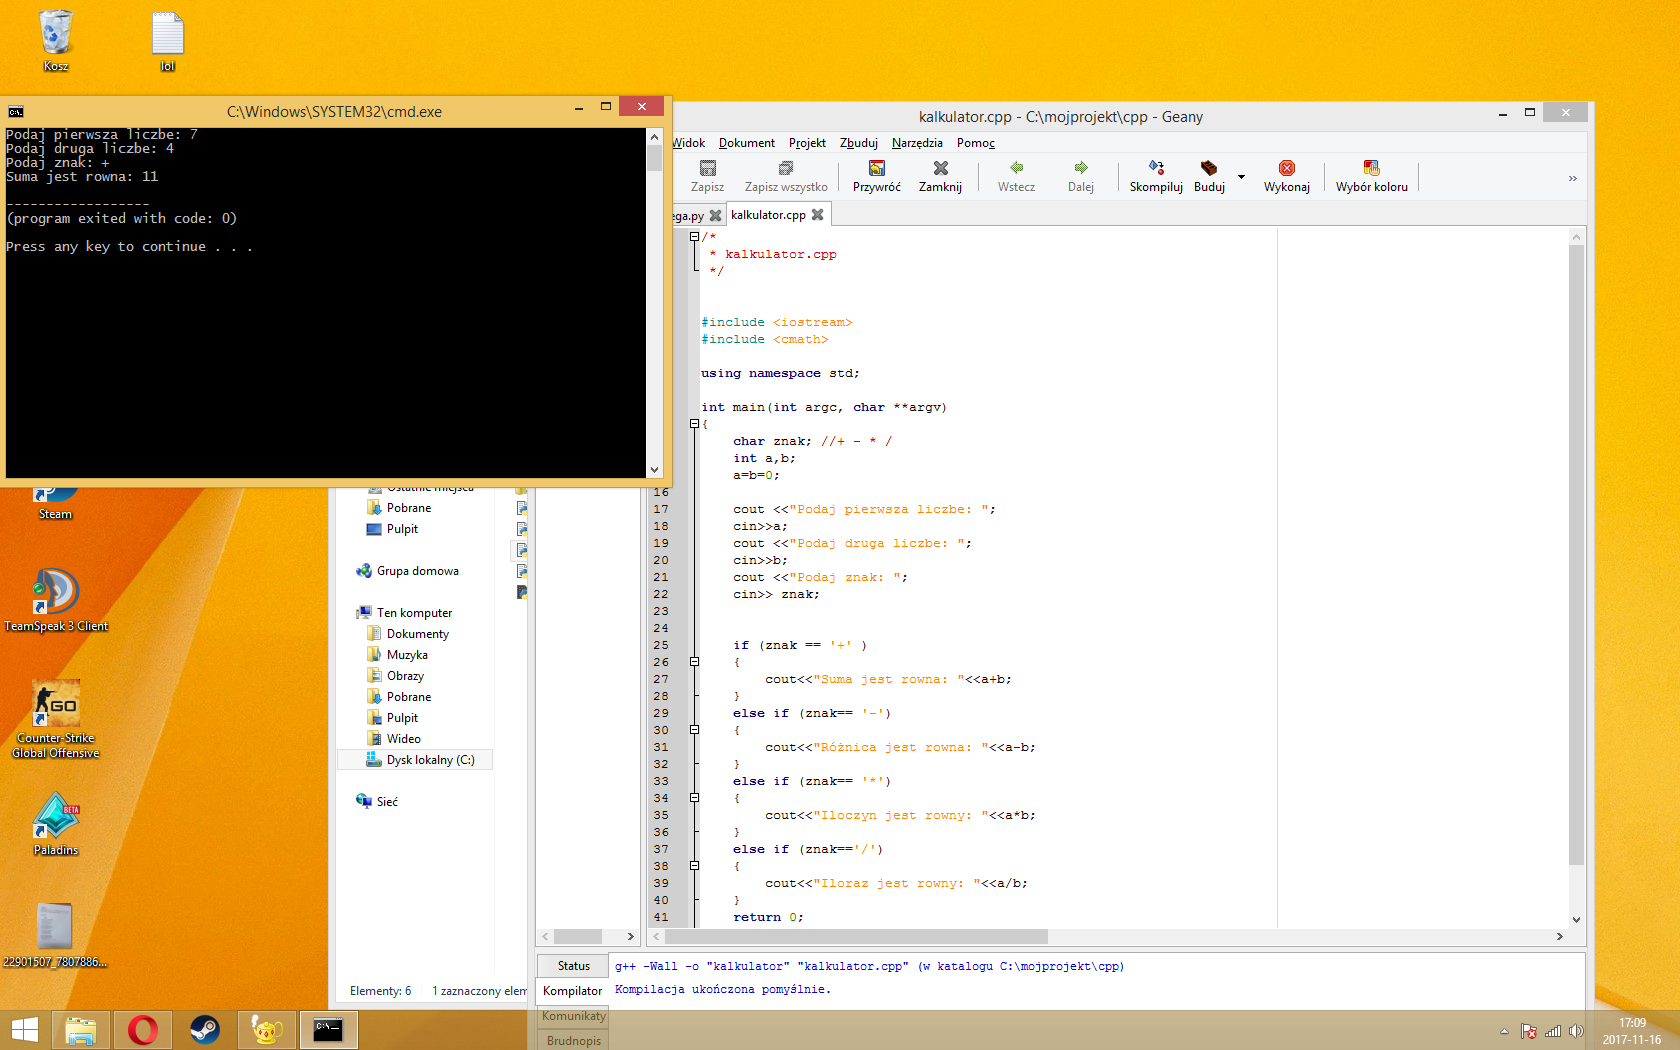 Kosz
lol
C:\Windows\SYSTEM32\cmd.exe
Podaj pierwsza liczbe: 7
Podaj druga liczbe: 4
Podaj znak: +
Suma jest rowna: 11
------------------
(program exited with code: 0)
Press any key to continue . . .
kalkulator.cpp - C:\mojprojekt\cpp - Geany
Widok Dokument Projekt Zbuduj Narzędzia Pomoc
Zapisz Zapisz wszystko Przywróć Zamknij Wstecz Dalej Skompiluj Buduj Wykonaj Wybór koloru
ega.py kalkulator.cpp
/*
* kalkulator.cpp
*/
#include <iostream>
#include <cmath>
using namespace std;
int main(int argc, char **argv)
{
char znak; //+ - * /
int a,b;
a=b=0;
16
17 cout <<"Podaj pierwsza liczbe: ";
18 cin>>a;
19 cout <<"Podaj druga liczbe: ";
20 cin>>b;
21 cout <<"Podaj znak: ";
22 cin>> znak;
23
24
25 if (znak == '+' )
26 {
27 cout<<"Suma jest rowna: "<<a+b;
28 }
29 else if (znak== '-')
30 {
31 cout<<"Różnica jest rowna: "<<a-b;
32 }
33 else if (znak== '*')
34 {
35 cout<<"Iloczyn jest rowny: "<<a*b;
36 }
37 else if (znak=='/')
38 {
39 cout<<"Iloraz jest rowny: "<<a/b;
40 }
41 return 0;
Status
Kompilator
Komunikaty
Brudnopis
g++ -Wall -o "kalkulator" "kalkulator.cpp" (w katalogu C:\mojprojekt\cpp)
Kompilacja ukończona pomyślnie.
Ostatnie miejsca
Pobrane
Pulpit
Grupa domowa
Ten komputer
Dokumenty
Muzyka
Obrazy
Pobrane
Pulpit
Wideo
Dysk lokalny (C:)
Sieć
Elementy: 6 1 zaznaczony elem
Steam
TeamSpeak 3 Client
GO
Counter-Strike
Global Offensive
BETA
Paladins
22901507_7807886...
17:09
2017-11-16